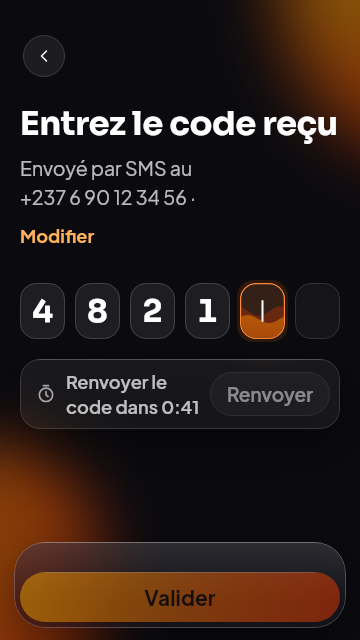 Entrez le code reçu
Envoyé par SMS au
+237 6 90 12 34 56 ·
Modifier
4 8 2 1
Renvoyer le
code dans 0:41
Renvoyer
Valider